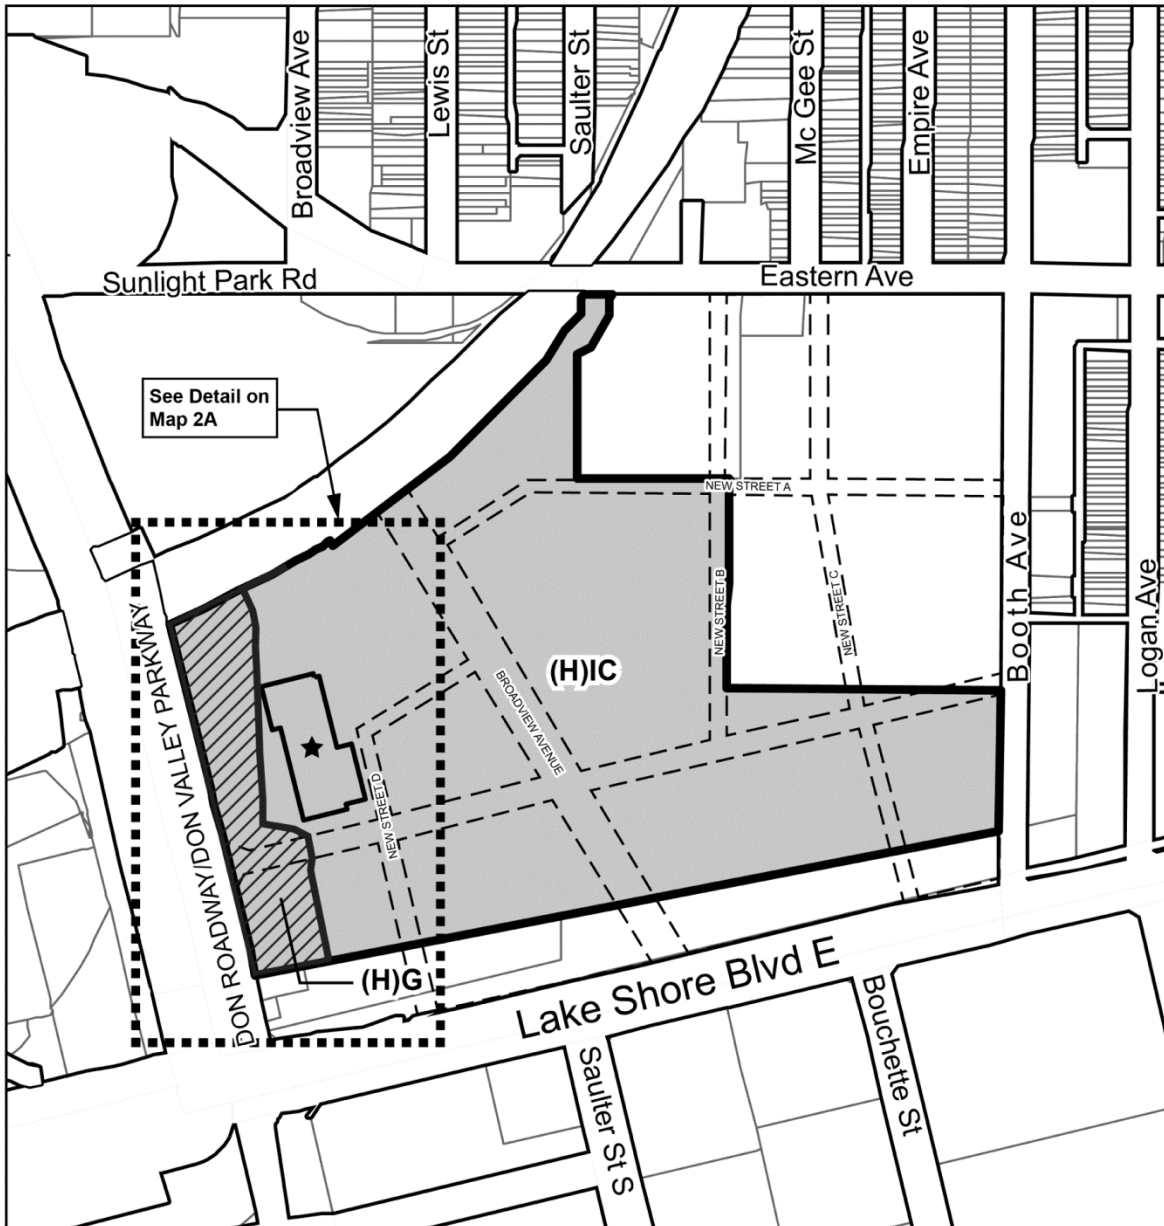 Broadview Ave
Lewis St
Saulter St
Mc Gee St
Empire Ave
Sunlight Park Rd
Eastern Ave
See Detail on
Map 2A
NEW STREET A
NEW STREET B
NEW STREET C
Booth Ave
Logan Ave
DON ROADWAY/DON VALLEY PARKWAY
(H)IC
BROADVIEW AVENUE
NEW STREET D
(H)G
Lake Shore Blvd E
Saulter St S
Bouchette St